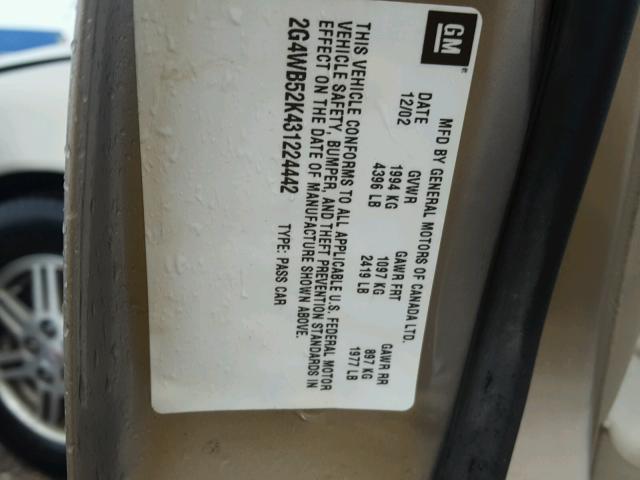 GM
®
MFD BY GENERAL MOTORS OF CANADA LTD.
DATE GVWR GAWR FRT GAWR RR
12/02 1994 KG 1097 KG 897 KG
4396 LB 2419 LB 1977 LB
THIS VEHICLE CONFORMS TO ALL APPLICABLE U.S. FEDERAL MOTOR
VEHICLE SAFETY, BUMPER, AND THEFT PREVENTION STANDARDS IN
EFFECT ON THE DATE OF MANUFACTURE SHOWN ABOVE.
2G4WB52K431224442 TYPE: PASS CAR